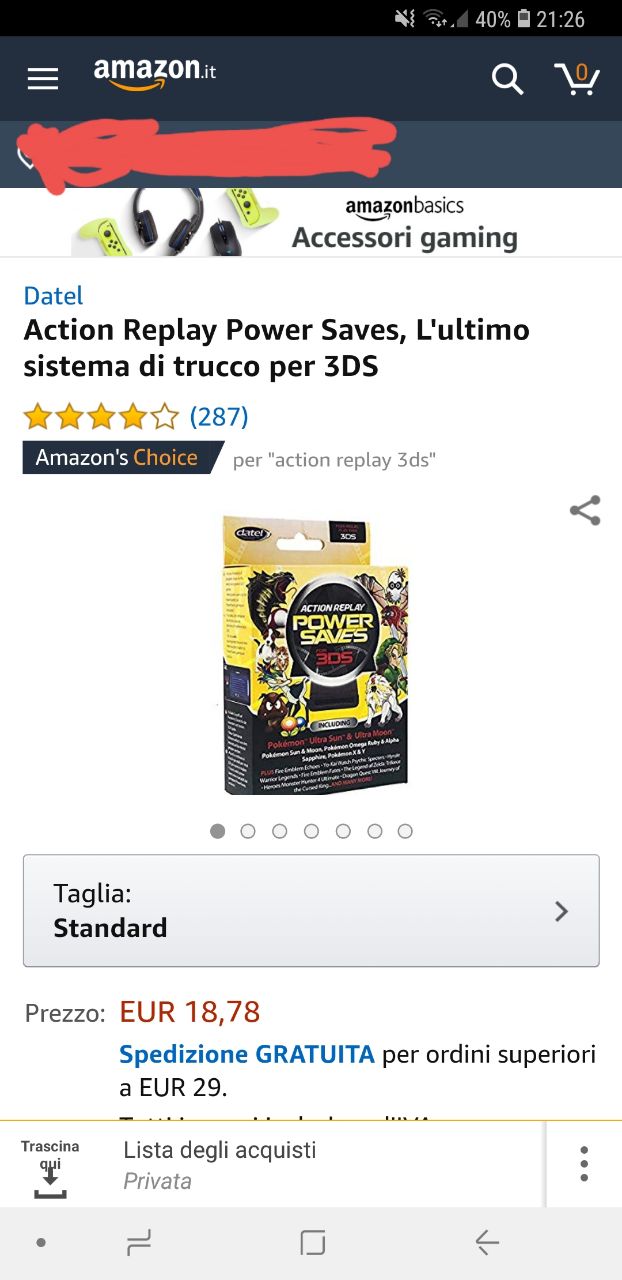 40% 21:26
amazon.it
0
amazonbasics
Accessori gaming
Datel
Action Replay Power Saves, L'ultimo
sistema di trucco per 3DS
(287)
Amazon's Choice per "action replay 3ds"
datel
3DS
ACTION REPLAY
POWER
SAVES
FOR
3DS
INCLUDING
Pokémon™ Ultra Sun™ & Ultra Moon™
Pokémon Sun & Moon, Pokémon Omega Ruby & Alpha
Sapphire, Pokémon X & Y
PLUS Fire Emblem Echoes • Yo-Kai Watch Psychic Specters • Hyrule
Warrior Legends • Fire Emblem Fates • The Legend of Zelda Triforce
Heroes Monster Hunter 4 Ultimate • Dragon Quest VIII Journey of
the Cursed King...AND MANY MORE!
Taglia:
Standard
Prezzo: EUR 18,78
Spedizione GRATUITA per ordini superiori
a EUR 29.
Trascina
qui
Lista degli acquisti
Privata